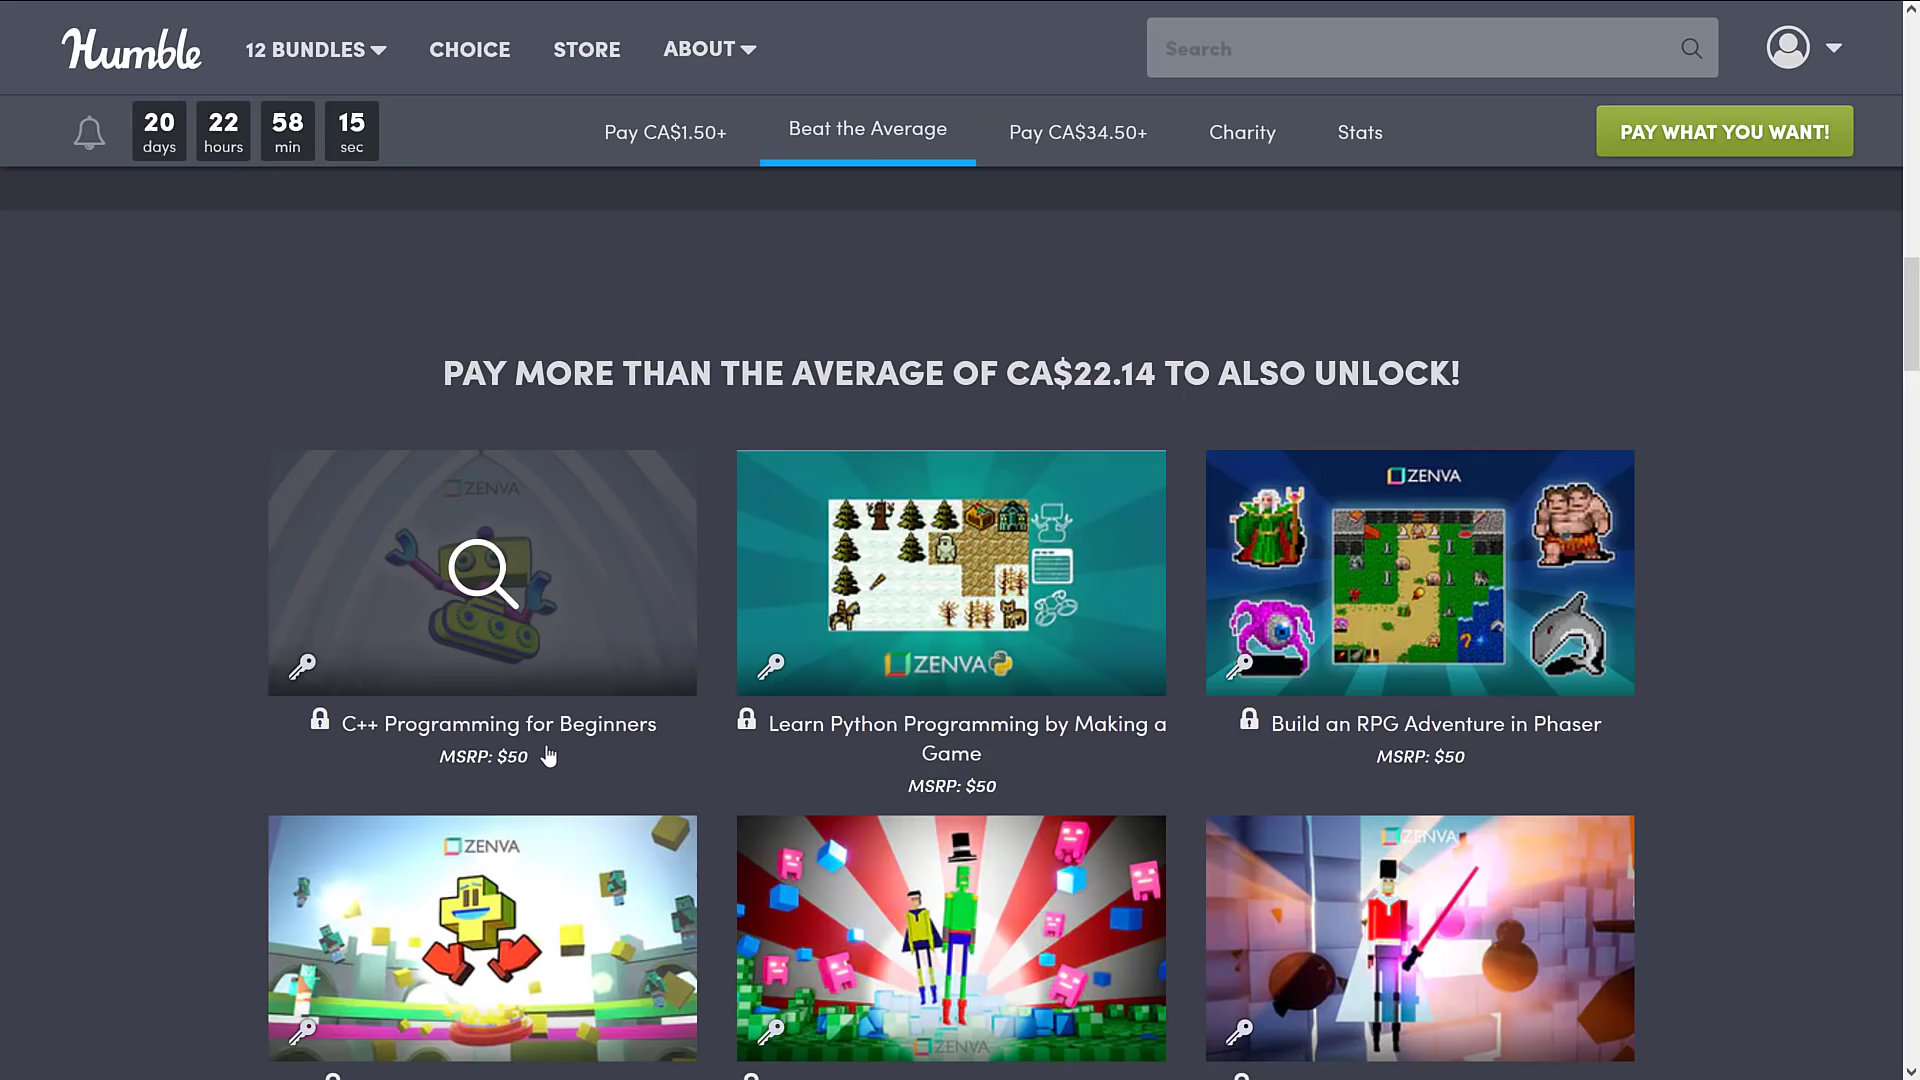 Humble
12 BUNDLES
CHOICE
STORE
ABOUT
Search
20 days
22 hours
58 min
15 sec
Pay CA$1.50+
Beat the Average
Pay CA$34.50+
Charity
Stats
PAY WHAT YOU WANT!
PAY MORE THAN THE AVERAGE OF CA$22.14 TO ALSO UNLOCK!
ZENVA
ZENVA
ZENVA
C++ Programming for Beginners
MSRP: $50
Learn Python Programming by Making a
Game
MSRP: $50
Build an RPG Adventure in Phaser
MSRP: $50
ZENVA
ZENVA
ZENVA